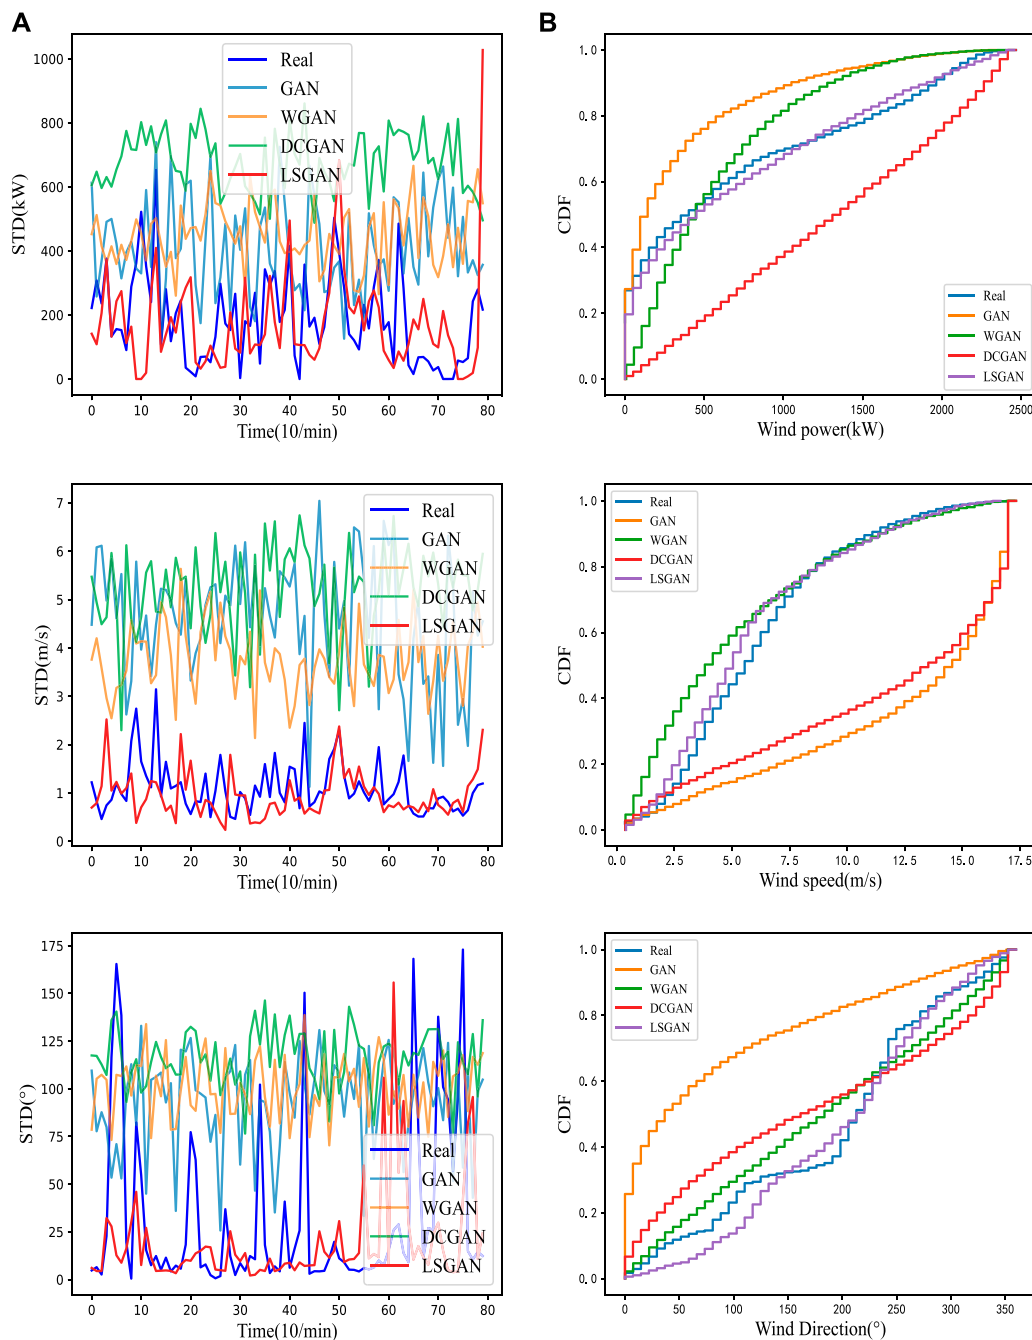 A
B
1000
800
600
400
200
0
STD(kW)
Real
GAN
WGAN
DCGAN
LSGAN
0 10 20 30 40 50 60 70 80
Time(10/min)
1.0
0.8
0.6
0.4
0.2
0.0
CDF
Real
GAN
WGAN
DCGAN
LSGAN
0 500 1000 1500 2000 2500
Wind power(kW)
7
6
5
4
3
2
1
0
STD(m/s)
Real
GAN
WGAN
DCGAN
LSGAN
0 10 20 30 40 50 60 70 80
Time(10/min)
1.0
0.8
0.6
0.4
0.2
0.0
CDF
Real
GAN
WGAN
DCGAN
LSGAN
0.0 2.5 5.0 7.5 10.0 12.5 15.0 17.5
Wind speed(m/s)
175
150
125
100
75
50
25
0
STD(°)
Real
GAN
WGAN
DCGAN
LSGAN
0 10 20 30 40 50 60 70 80
Time(10/min)
1.0
0.8
0.6
0.4
0.2
0.0
CDF
Real
GAN
WGAN
DCGAN
LSGAN
0 50 100 150 200 250 300 350
Wind Direction(°)